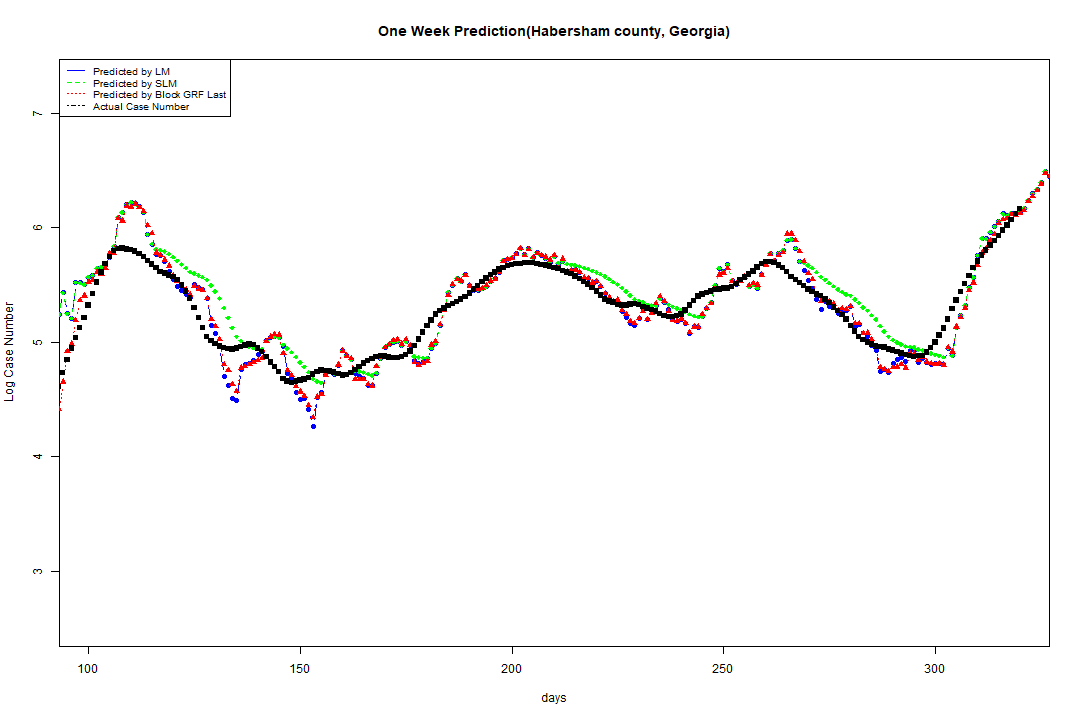 One Week Prediction(Habersham county, Georgia)
Predicted by LM
Predicted by SLM
Predicted by Block GRF Last
Actual Case Number
7
6
5
4
3
Log Case Number
100 150 200 250 300
days